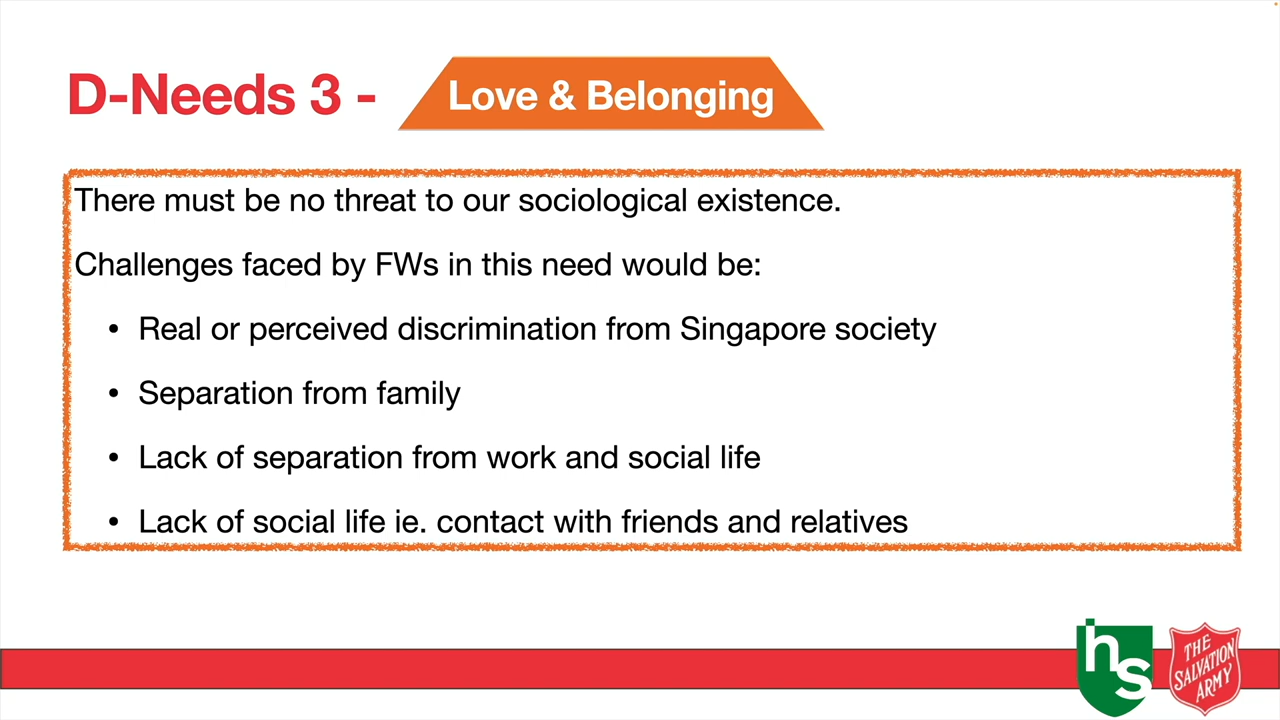 D-Needs 3 - Love & Belonging
There must be no threat to our sociological existence.
Challenges faced by FWs in this need would be:
• Real or perceived discrimination from Singapore society
• Separation from family
• Lack of separation from work and social life
• Lack of social life ie. contact with friends and relatives
hs
THE
SALVATION
ARMY